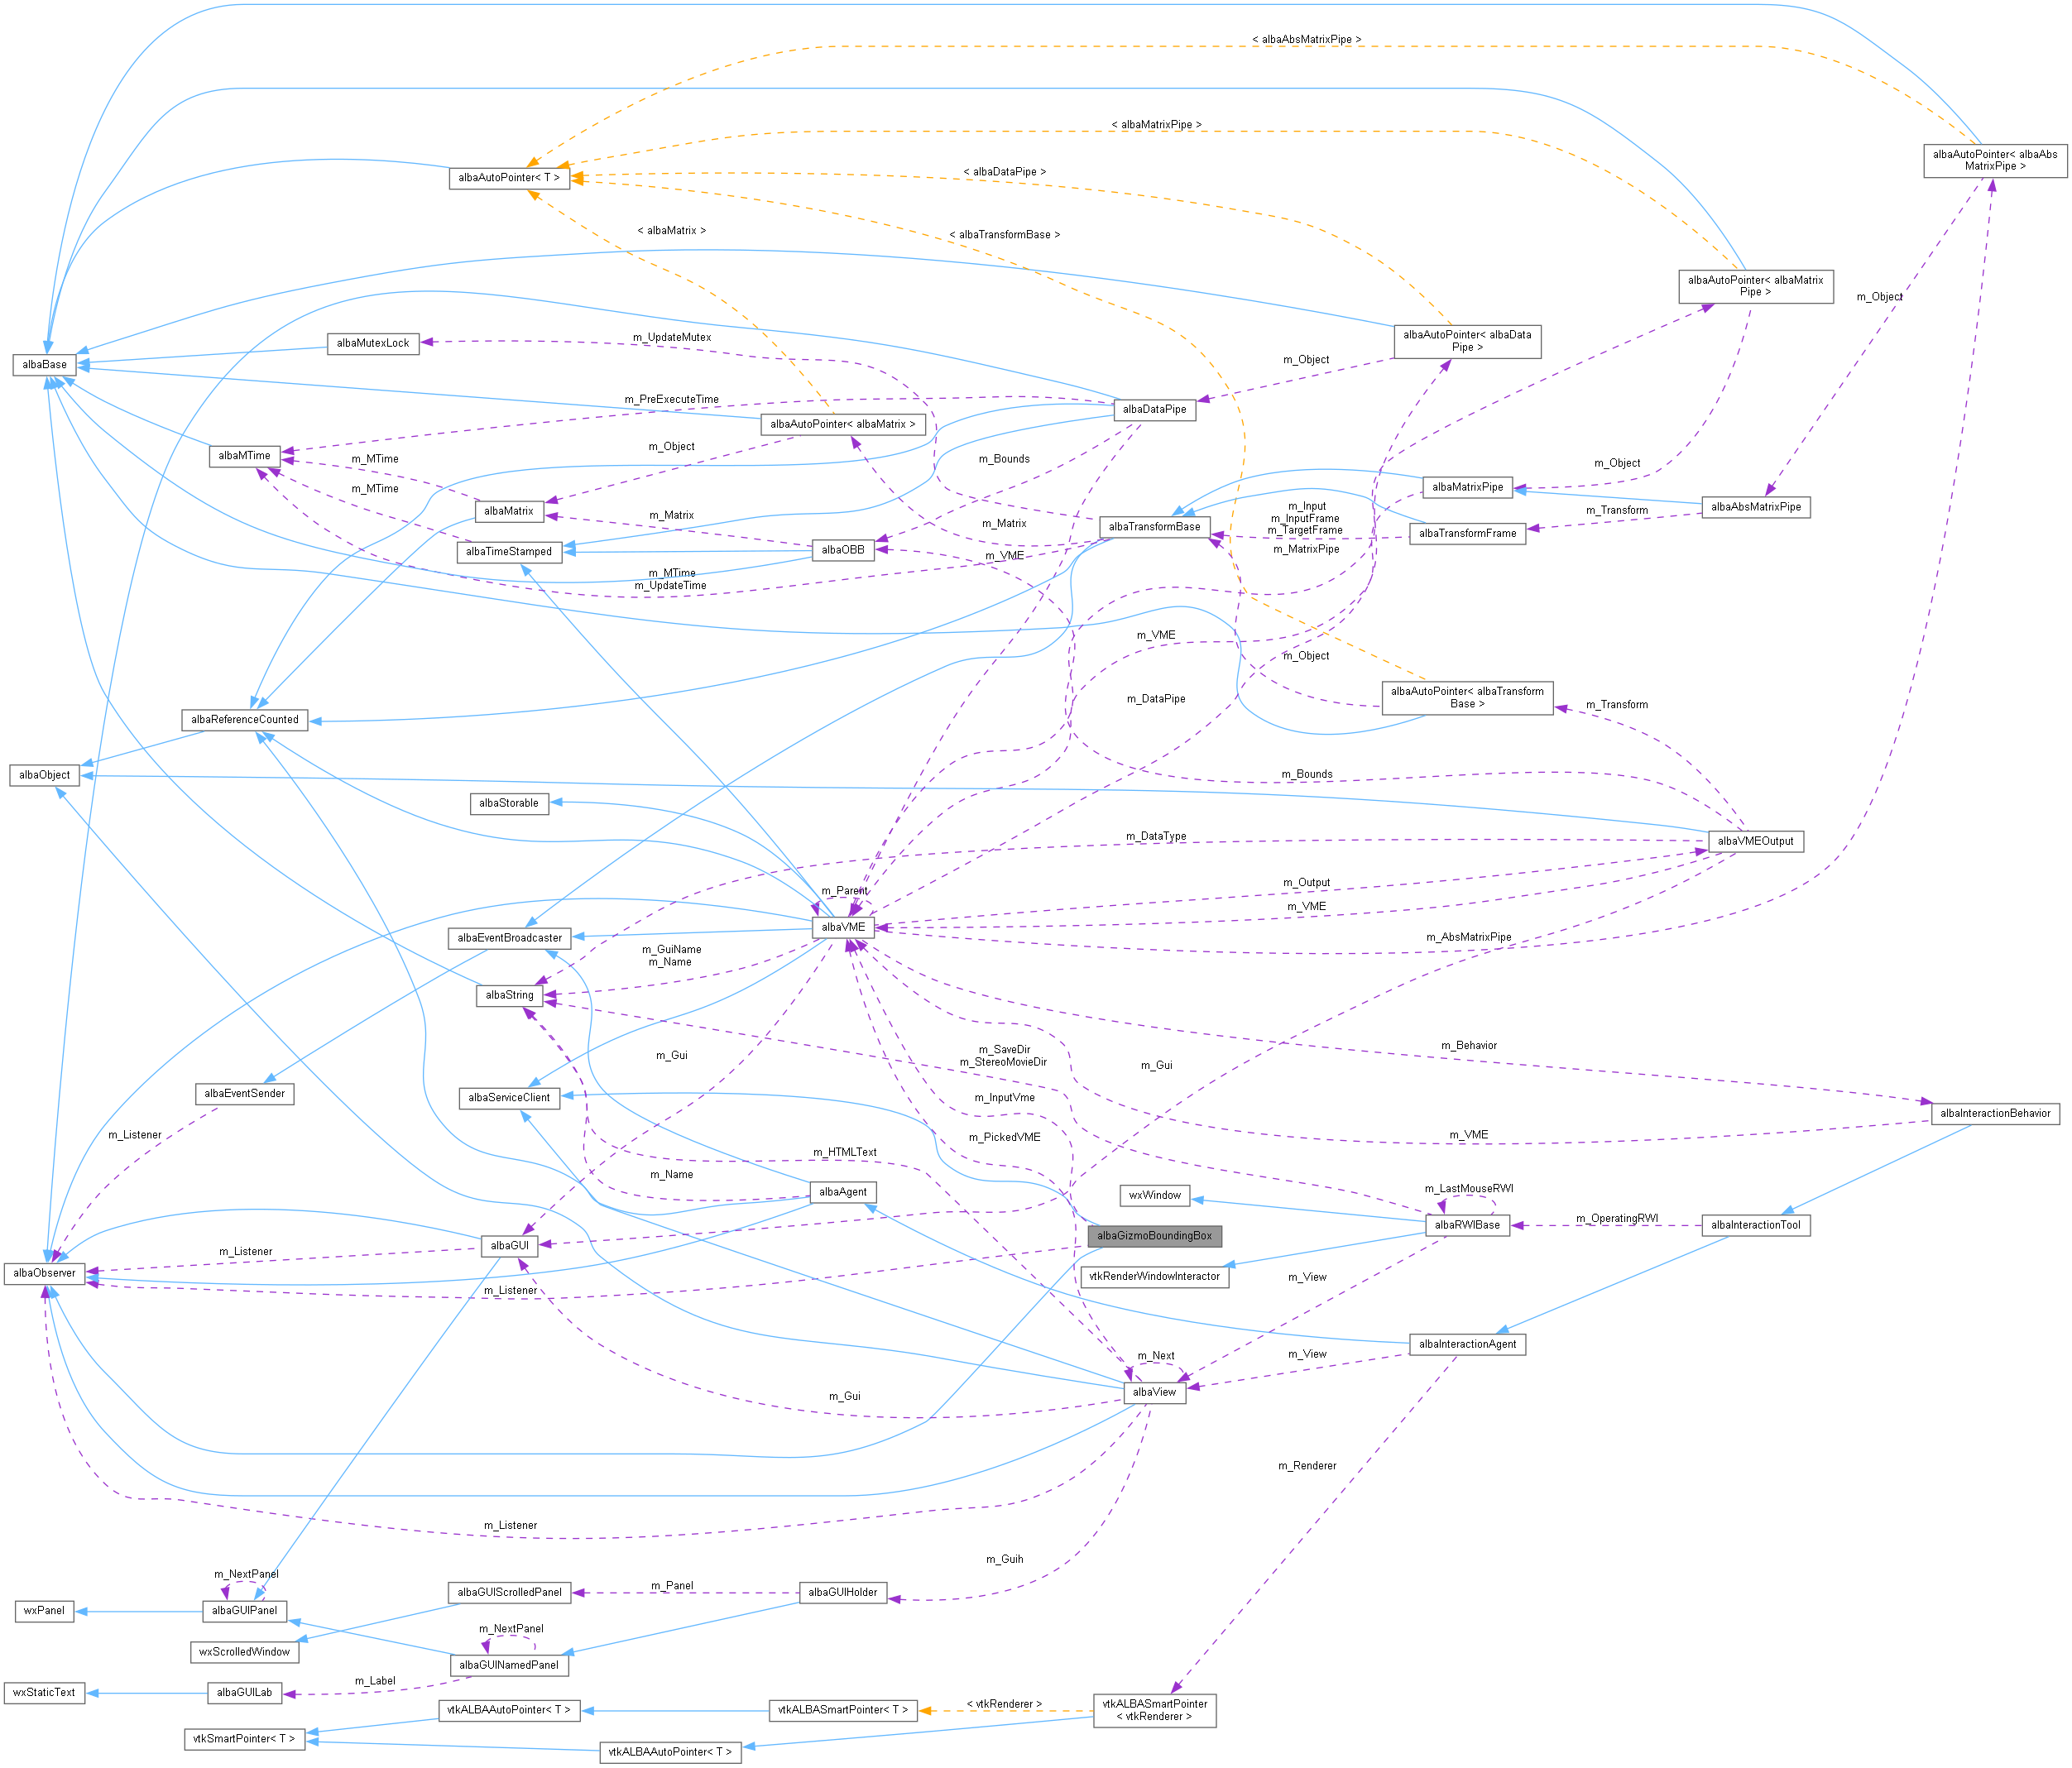 < albaAbsMatrixPipe >
< albaMatrixPipe >
albaAutoPointer< albaAbs
MatrixPipe >
albaAutoPointer< T >
< albaDataPipe >
< albaMatrix >
< albaTransformBase >
albaAutoPointer< albaMatrix
Pipe >
m_Object
albaMutexLock
m_UpdateMutex
albaAutoPointer< albaData
Pipe >
albaBase
m_Object
m_PreExecuteTime
albaDataPipe
albaAutoPointer< albaMatrix >
albaMTime
m_MTime
m_Object
m_Bounds
m_Object
albaMatrixPipe
m_MTime
albaMatrix
m_Matrix
m_Matrix
albaTransformBase
m_Input
m_InputFrame
m_TargetFrame
albaTransformFrame
m_Transform
albaAbsMatrixPipe
albaTimeStamped
albaOBB
m_VME
m_MatrixPipe
m_MTime
m_UpdateTime
m_VME
m_Object
albaAutoPointer< albaTransform
Base >
m_DataPipe
m_Transform
albaReferenceCounted
albaObject
m_Bounds
albaStorable
m_DataType
albaVMEOutput
m_Parent
m_Output
m_VME
albaVME
albaEventBroadcaster
m_GuiName
m_Name
m_AbsMatrixPipe
albaString
m_Gui
m_SaveDir
m_StereoMovieDir
m_Behavior
m_Gui
albaEventSender
albaServiceClient
m_InputVme
albaInteractionBehavior
m_Listener
m_PickedVME
m_VME
m_HTMLText
m_Name
albaAgent
wxWindow
m_LastMouseRWI
albaRWIBase
m_OperatingRWI
albaInteractionTool
albaGizmoBoundingBox
albaGUI
m_Listener
albaObserver
m_Listener
vtkRenderWindowInteractor
m_View
albaInteractionAgent
m_Next
m_View
albaView
m_Gui
m_Renderer
m_Listener
m_Guih
m_NextPanel
albaGUIScrolledPanel
m_Panel
albaGUIHolder
wxPanel
albaGUIPanel
m_NextPanel
wxScrolledWindow
albaGUINamedPanel
m_Label
wxStaticText
albaGUILab
vtkALBAAutoPointer< T >
vtkALBASmartPointer< T >
< vtkRenderer >
vtkALBASmartPointer
< vtkRenderer >
vtkSmartPointer< T >
vtkALBAAutoPointer< T >